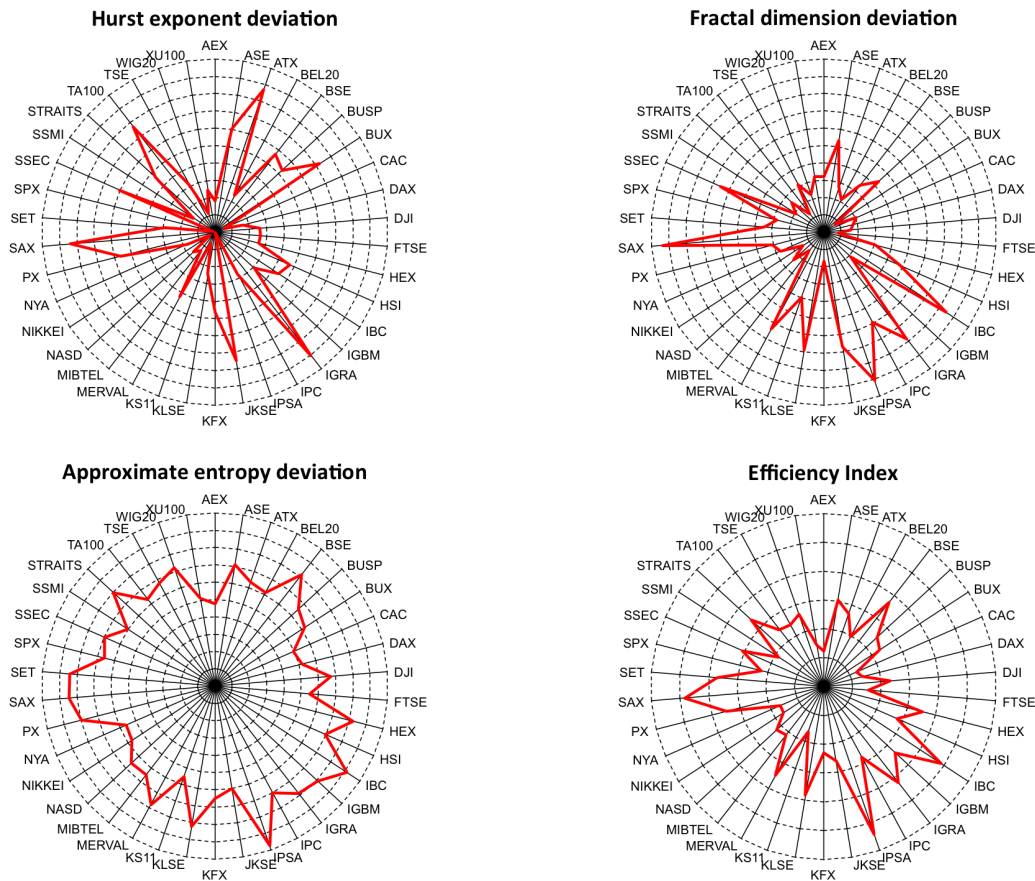 Hurst exponent deviation
AEX
ASE
ATX
BEL20
BSE
BUSP
BUX
CAC
DAX
DJI
FTSE
HEX
HSI
IBC
IGBM
IGRA
IPC
IPSA
JKSE
KFX
KLSE
KS11
MERVAL
MIBTEL
NASD
NIKKEI
NYA
PX
SAX
SET
SPX
SSEC
SSMI
STRAITS
TA100
TSE
WIG20
XU100
Fractal dimension deviation
AEX
ASE
ATX
BEL20
BSE
BUSP
BUX
CAC
DAX
DJI
FTSE
HEX
HSI
IBC
IGBM
IGRA
IPC
IPSA
JKSE
KFX
KLSE
KS11
MERVAL
MIBTEL
NASD
NIKKEI
NYA
PX
SAX
SET
SPX
SSEC
SSMI
STRAITS
TA100
TSE
WIG20
XU100
Approximate entropy deviation
AEX
ASE
ATX
BEL20
BSE
BUSP
BUX
CAC
DAX
DJI
FTSE
HEX
HSI
IBC
IGBM
IGRA
IPC
IPSA
JKSE
KFX
KLSE
KS11
MERVAL
MIBTEL
NASD
NIKKEI
NYA
PX
SAX
SET
SPX
SSEC
SSMI
STRAITS
TA100
TSE
WIG20
XU100
Efficiency Index
AEX
ASE
ATX
BEL20
BSE
BUSP
BUX
CAC
DAX
DJI
FTSE
HEX
HSI
IBC
IGBM
IGRA
IPC
IPSA
JKSE
KFX
KLSE
KS11
MERVAL
MIBTEL
NASD
NIKKEI
NYA
PX
SAX
SET
SPX
SSEC
SSMI
STRAITS
TA100
TSE
WIG20
XU100